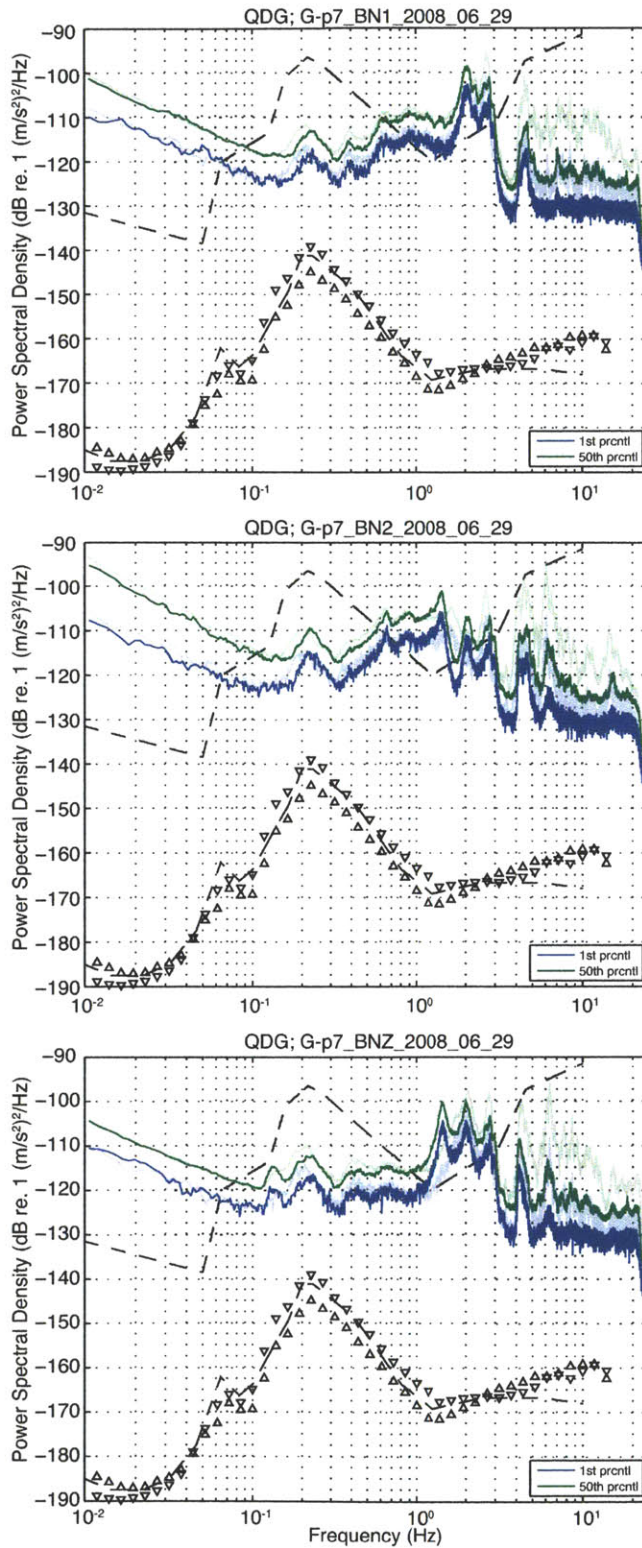 QDG; G-p7_BN1_2008_06_29
−90
−100
−110
−120
−130
−140
−150
−160
−170
−180
−190
Power Spectral Density (dB re. 1 (m/s²)²/Hz)
1st prcntl
50th prcntl
10⁻² 10⁻¹ 10⁰ 10¹
QDG; G-p7_BN2_2008_06_29
−90
−100
−110
−120
−130
−140
−150
−160
−170
−180
−190
Power Spectral Density (dB re. 1 (m/s²)²/Hz)
1st prcntl
50th prcntl
10⁻² 10⁻¹ 10⁰ 10¹
QDG; G-p7_BNZ_2008_06_29
−90
−100
−110
−120
−130
−140
−150
−160
−170
−180
−190
Power Spectral Density (dB re. 1 (m/s²)²/Hz)
1st prcntl
50th prcntl
10⁻² 10⁻¹ 10⁰ 10¹
Frequency (Hz)